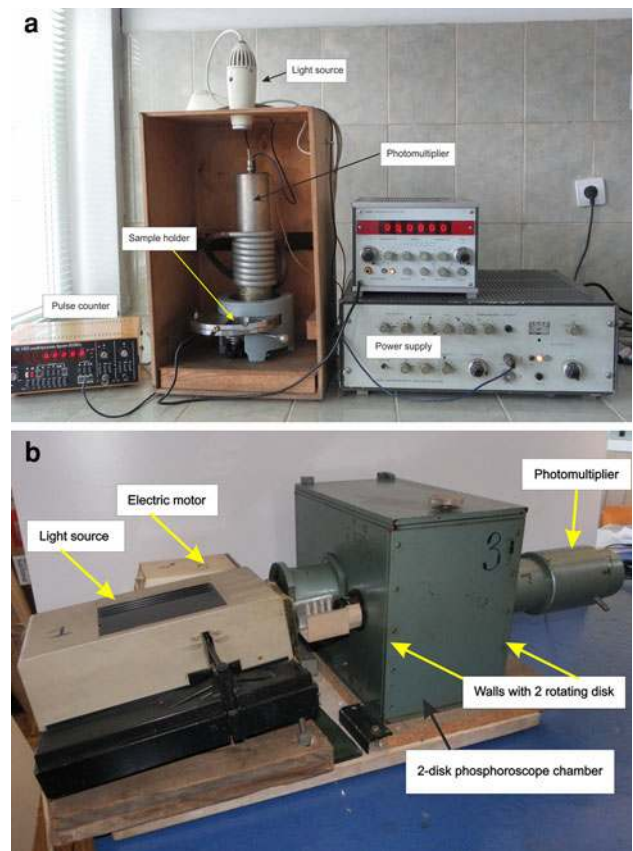 a
Light source
Photomultiplier
Sample holder
Pulse counter
Power supply
b
Electric motor
Photomultiplier
Light source
3
Walls with 2 rotating disk
2-disk phosphoroscope chamber